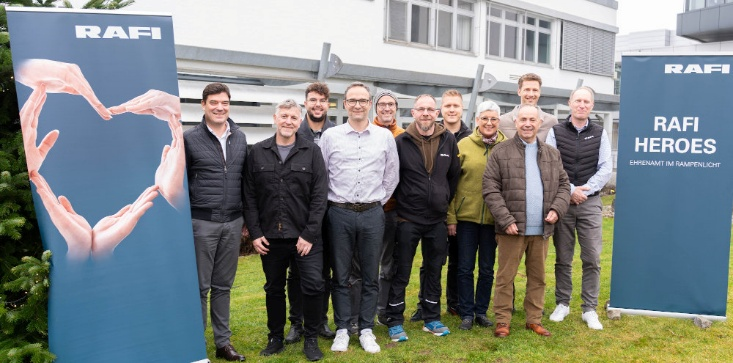 RAFI
RAFI
RAFI
HEROES
EHRENAMT IM RAMPENLICHT